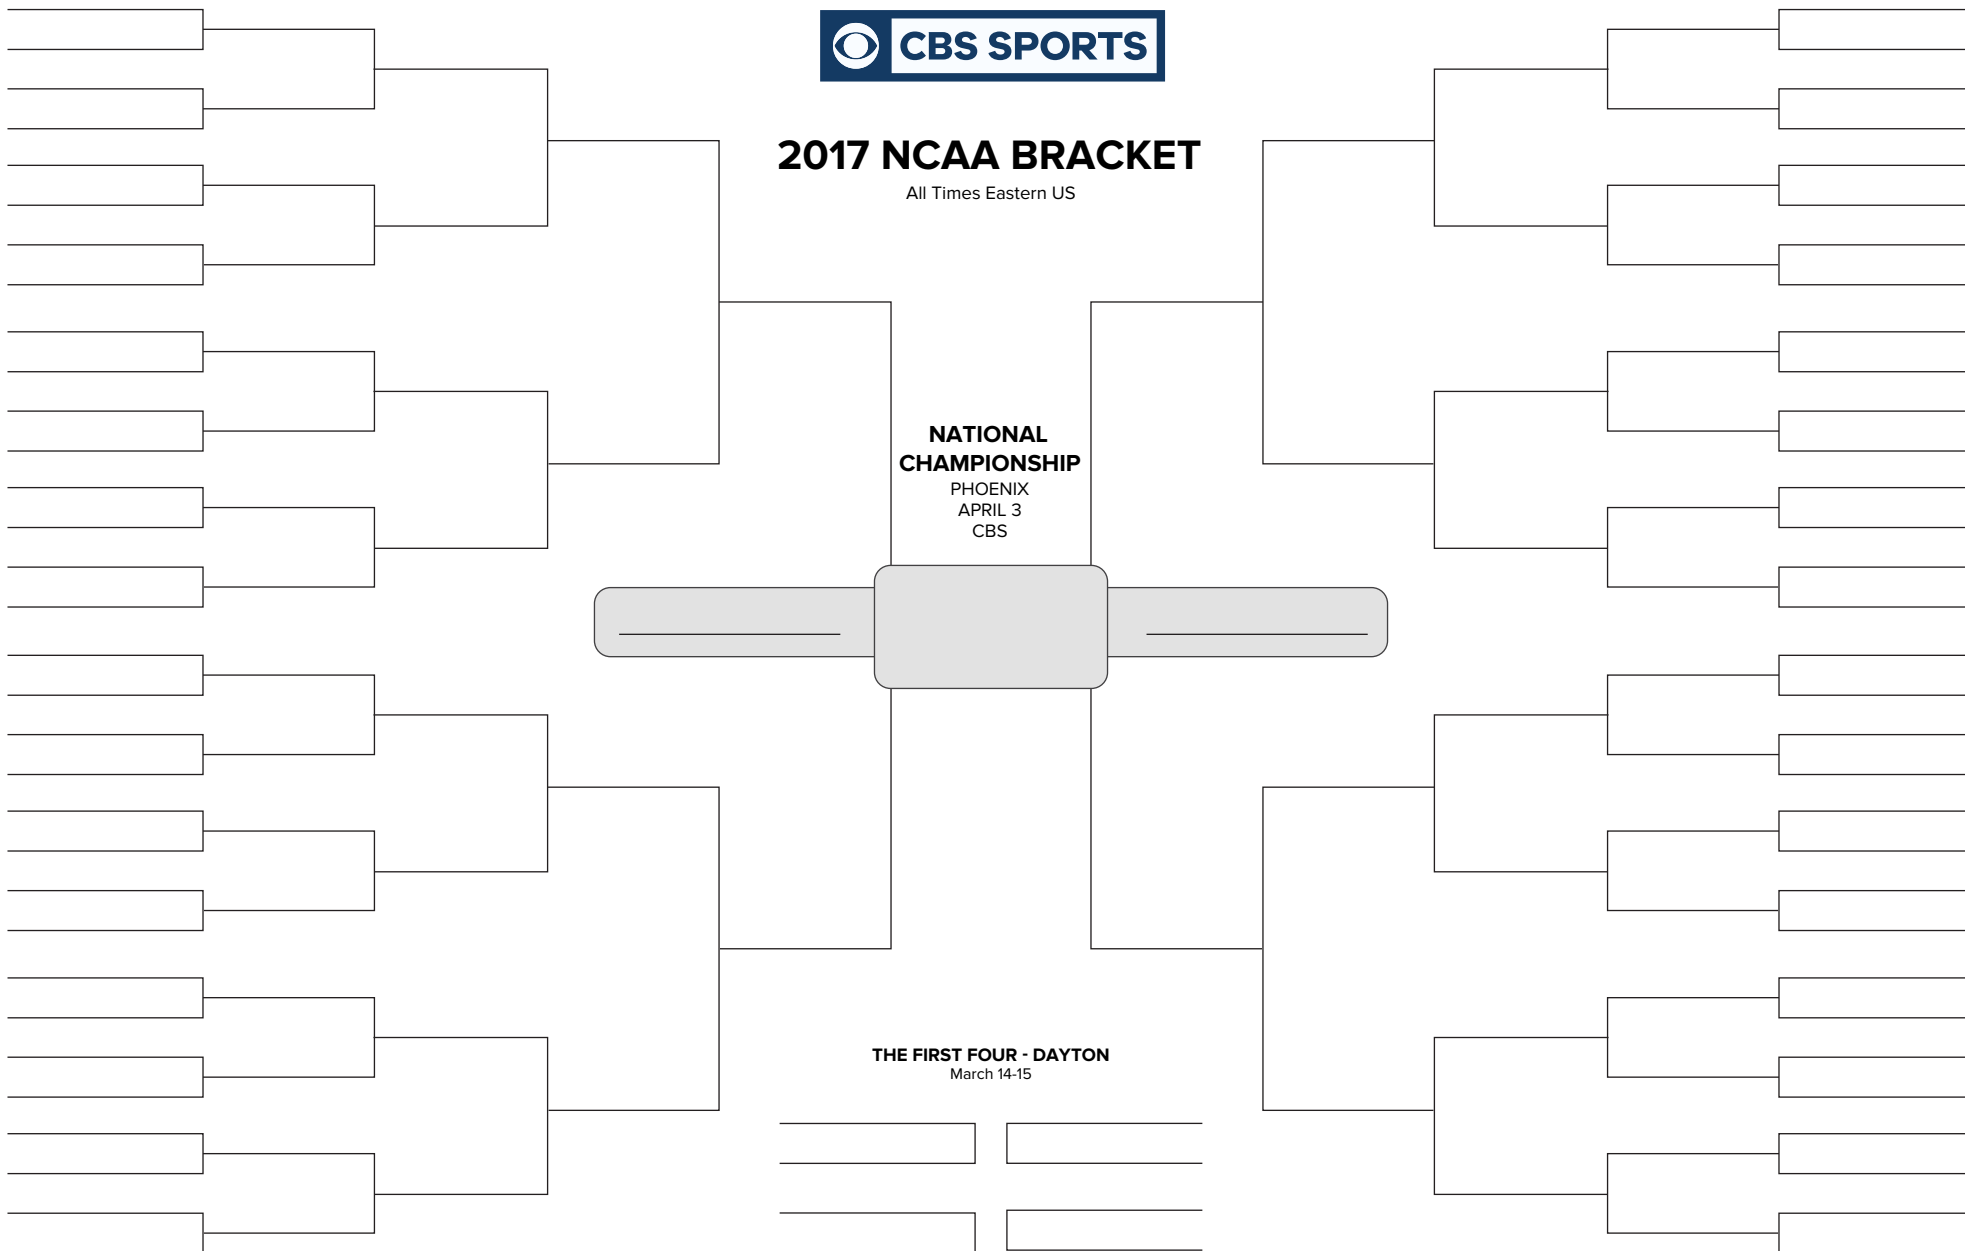 CBS SPORTS
2017 NCAA BRACKET
All Times Eastern US
NATIONAL
CHAMPIONSHIP
PHOENIX
APRIL 3
CBS
THE FIRST FOUR - DAYTON
March 14-15